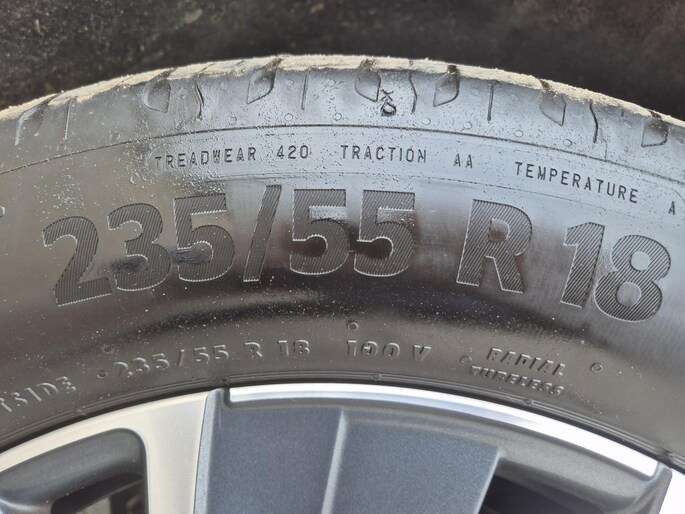 TREADWEAR 420 TRACTION AA TEMPERATURE A
235/55 R 18
TSIDE 235/55 R 18 100 V RADIAL
TUBELESS